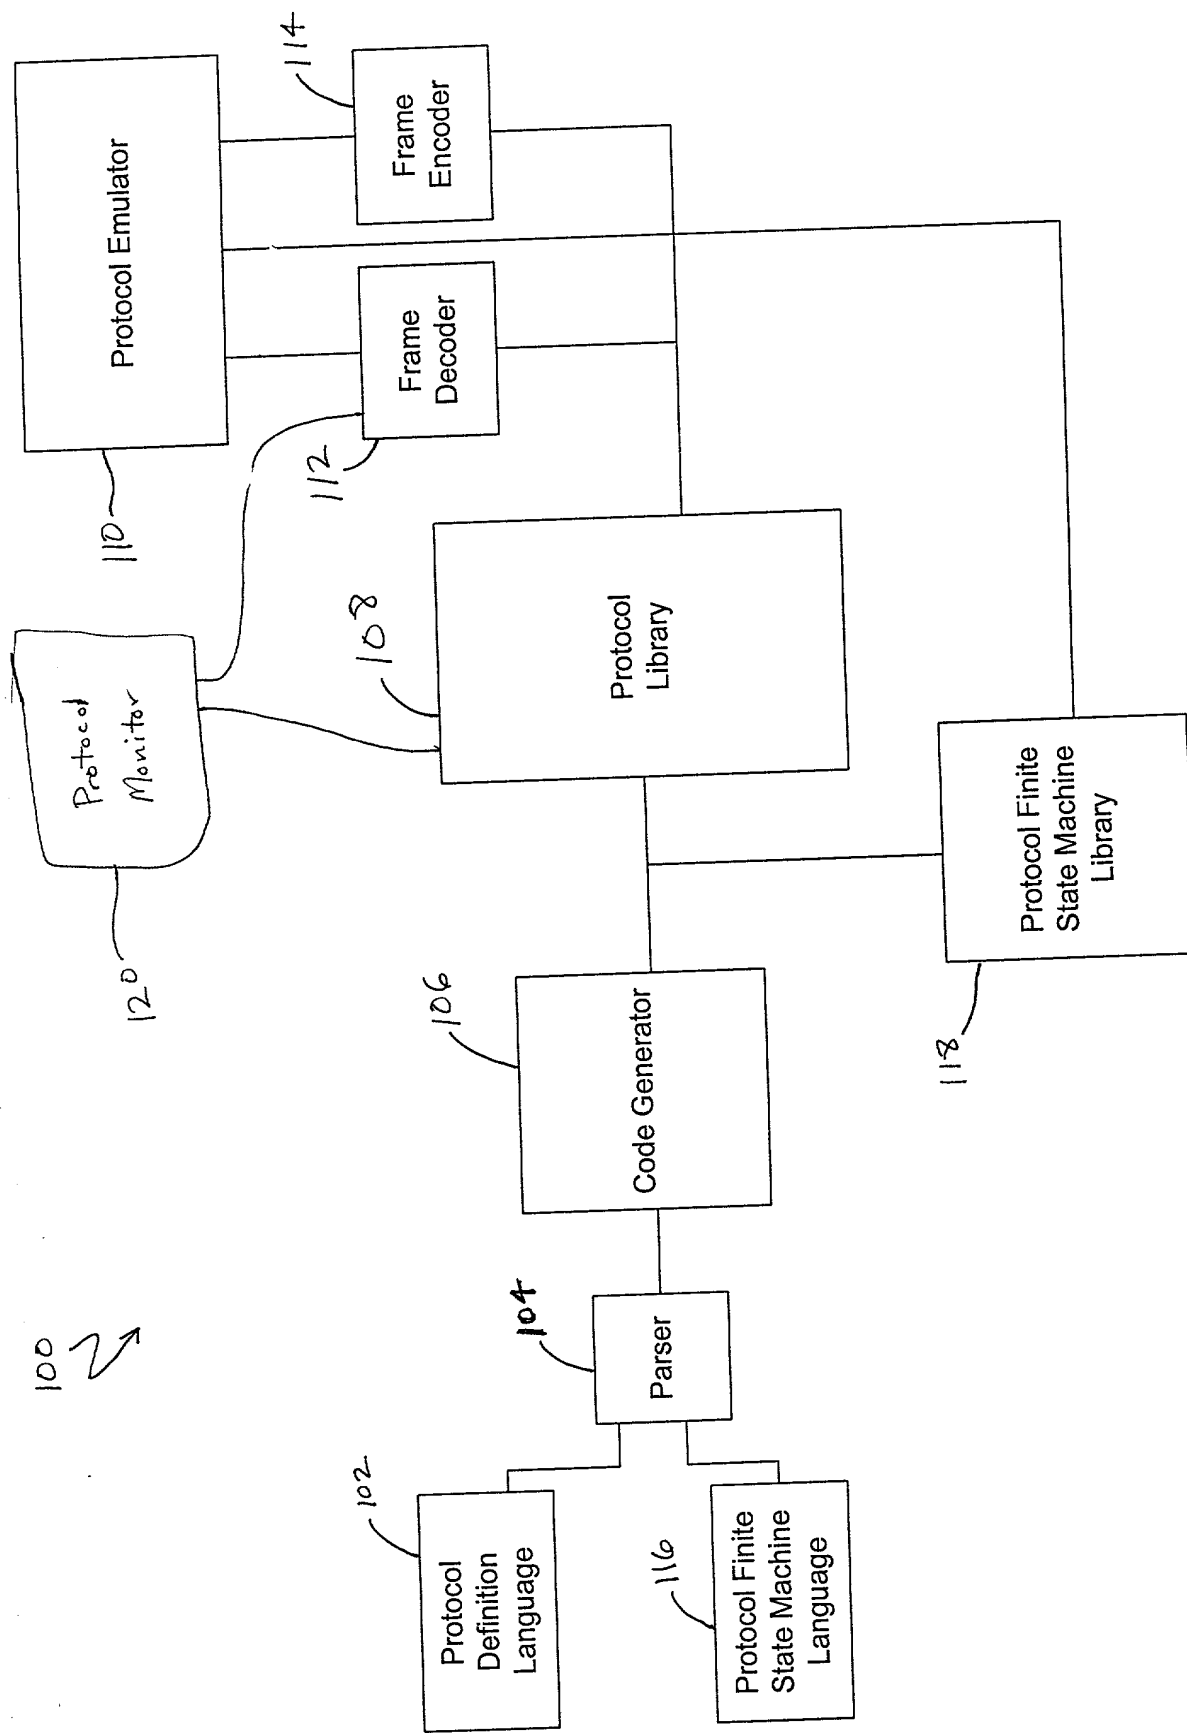 100
120
Protocol
Monitor
110
Protocol Emulator
114
Frame
Encoder
112
Frame
Decoder
108
Protocol
Library
106
Code Generator
104
Parser
102
Protocol
Definition
Language
116
Protocol Finite
State Machine
Language
118
Protocol Finite
State Machine
Library